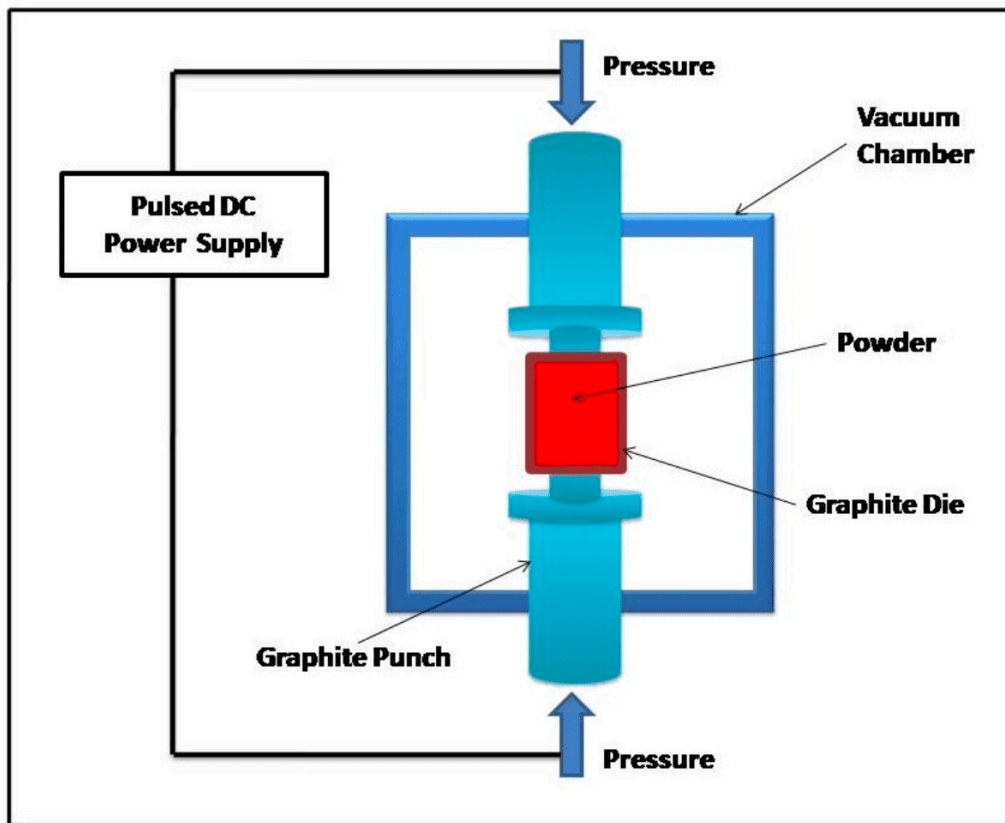 Pressure
Vacuum
Chamber
Pulsed DC
Power Supply
Powder
Graphite Die
Graphite Punch
Pressure